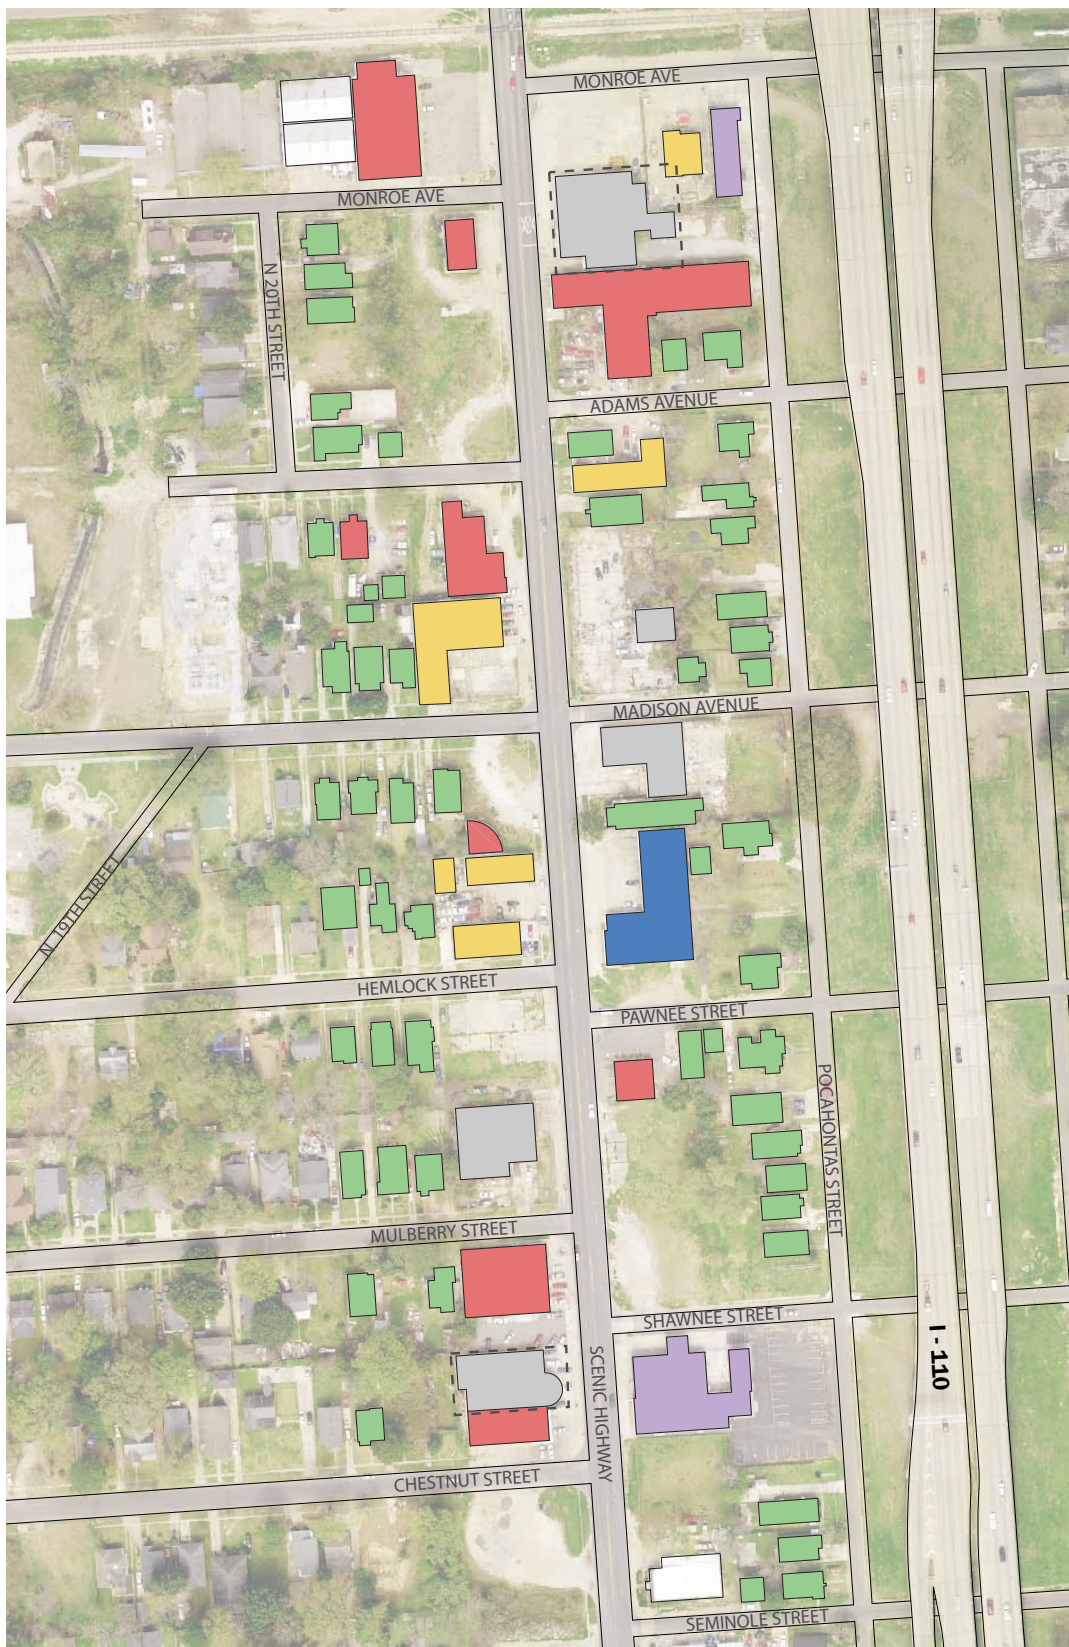 MONROE AVE
MONROE AVE
N 20TH STREET
ADAMS AVENUE
MADISON AVENUE
N. 19TH STREET
HEMLOCK STREET
PAWNEE STREET
POCAHONTAS STREET
MULBERRY STREET
SHAWNEE STREET
I - 110
SCENIC HIGHWAY
CHESTNUT STREET
SEMINOLE STREET